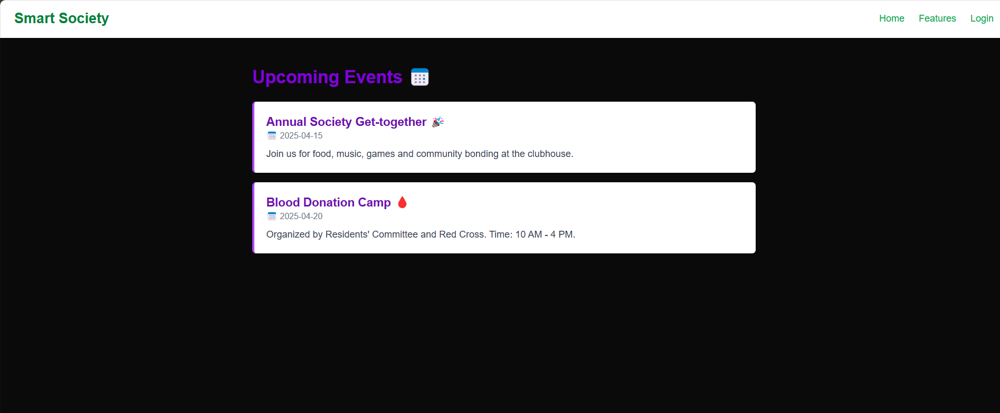 Smart Society
Home Features Login
Upcoming Events
Annual Society Get-together
2025-04-15
Join us for food, music, games and community bonding at the clubhouse.
Blood Donation Camp
2025-04-20
Organized by Residents' Committee and Red Cross. Time: 10 AM - 4 PM.